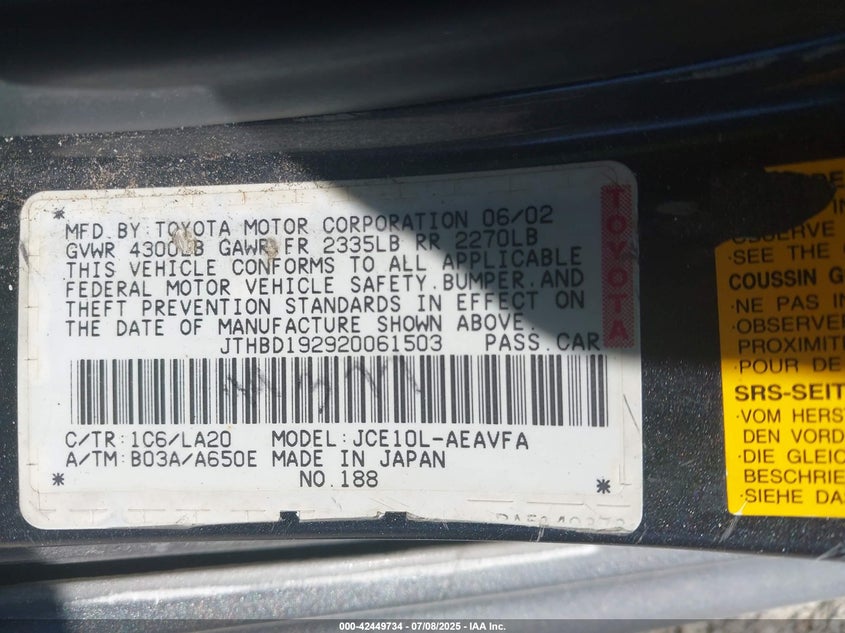 *
MFD.BY:TOYOTA MOTOR CORPORATION 06/02
GVWR 4300LB GAWR FR 2335LB RR 2270LB
THIS VEHICLE CONFORMS TO ALL APPLICABLE
FEDERAL MOTOR VEHICLE SAFETY.BUMPER.AND
THEFT PREVENTION STANDARDS IN EFFECT ON
THE DATE OF MANUFACTURE SHOWN ABOVE.
JTHBD192920061503 PASS.CAR
C/TR:1C6/LA20 MODEL:JCE10L-AEAVFA
A/TM:B03A/A650E MADE IN JAPAN
* NO.188 *
TOYOTA
OBSERVE
·SEE THE
COUSSIN G
·NE PAS IN
·OBSERVE
PROXIMITE
·POUR DE
SRS-SEIT
·VOM HERS
DEN VORD
·DIE GLEIC
BESCHRIE
·SIEHE DAS
000-42449734 - 07/08/2025 - IAA Inc.